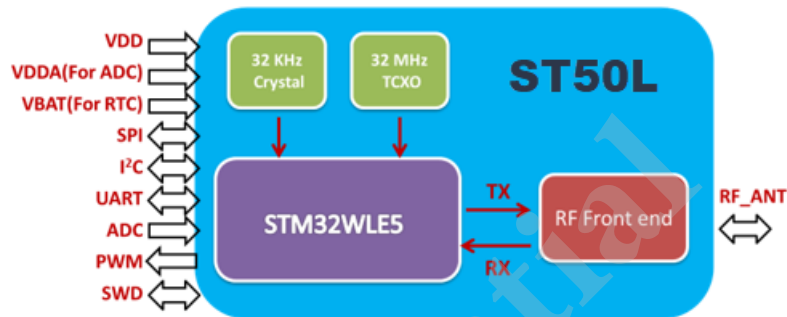 VDD
VDDA(For ADC)
VBAT(For RTC)
SPI
I²C
UART
ADC
PWM
SWD
32 KHz
Crystal
32 MHz
TCXO
ST50L
STM32WLE5
TX
RX
RF Front end
RF_ANT